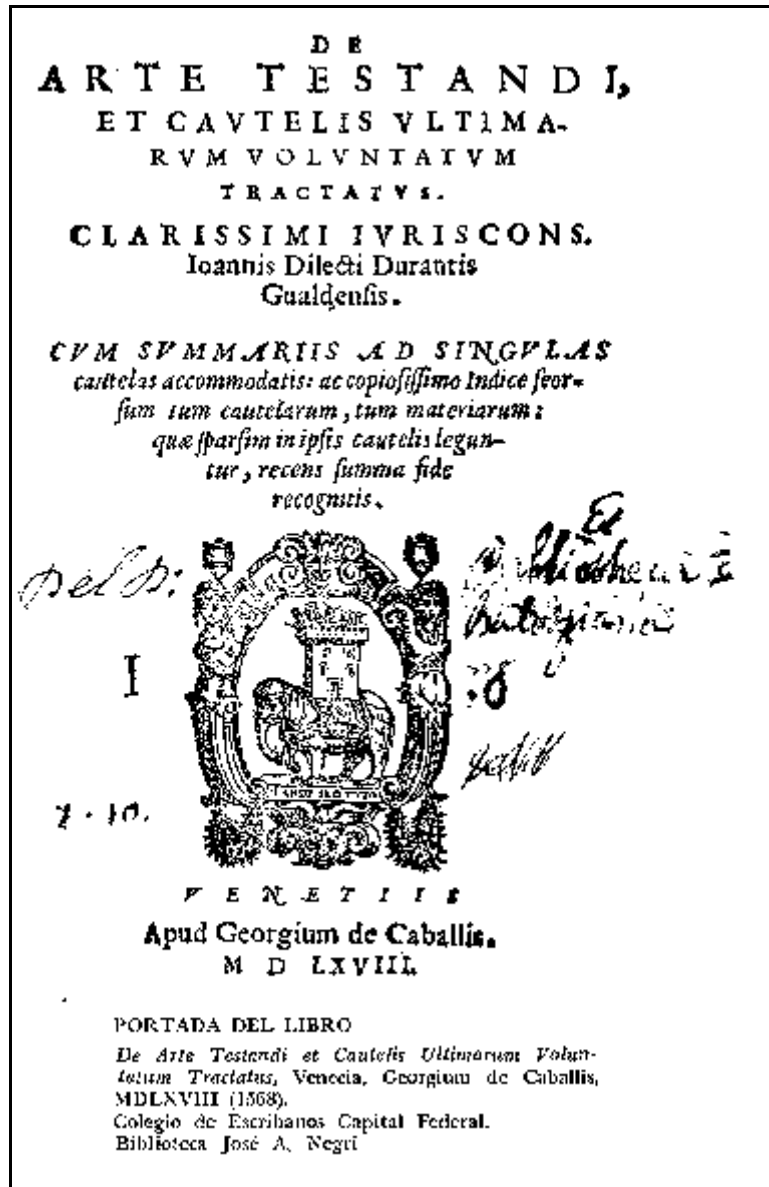 DE
ARTE TESTANDI,
ET CAVTELIS VLTIMA-
RVM VOLVNTATVM
TRACTATVS.
CLARISSIMI IVRISCONS.
Ioannis Dilecti Durantis
Gualdensis.
CVM SVMMARIIS AD SINGVLAS
cautelas accommodatis: ac copiosissimo Indice seor-
sum tum cautelarum, tum materiarum:
quæ sparsim in ipsis cautelis legun-
tur, recens summa fide
recognitis.
Ex
I
7.10.
VENETIIS
Apud Georgium de Caballis.
M D LXVIII.
PORTADA DEL LIBRO
De Arte Testandi et Cautelis Ultimarum Volun-
tatum Tractatus, Venecia, Georgium de Caballis,
MDLXVIII (1568).
Colegio de Escribanos Capital Federal.
Biblioteca José A. Negri